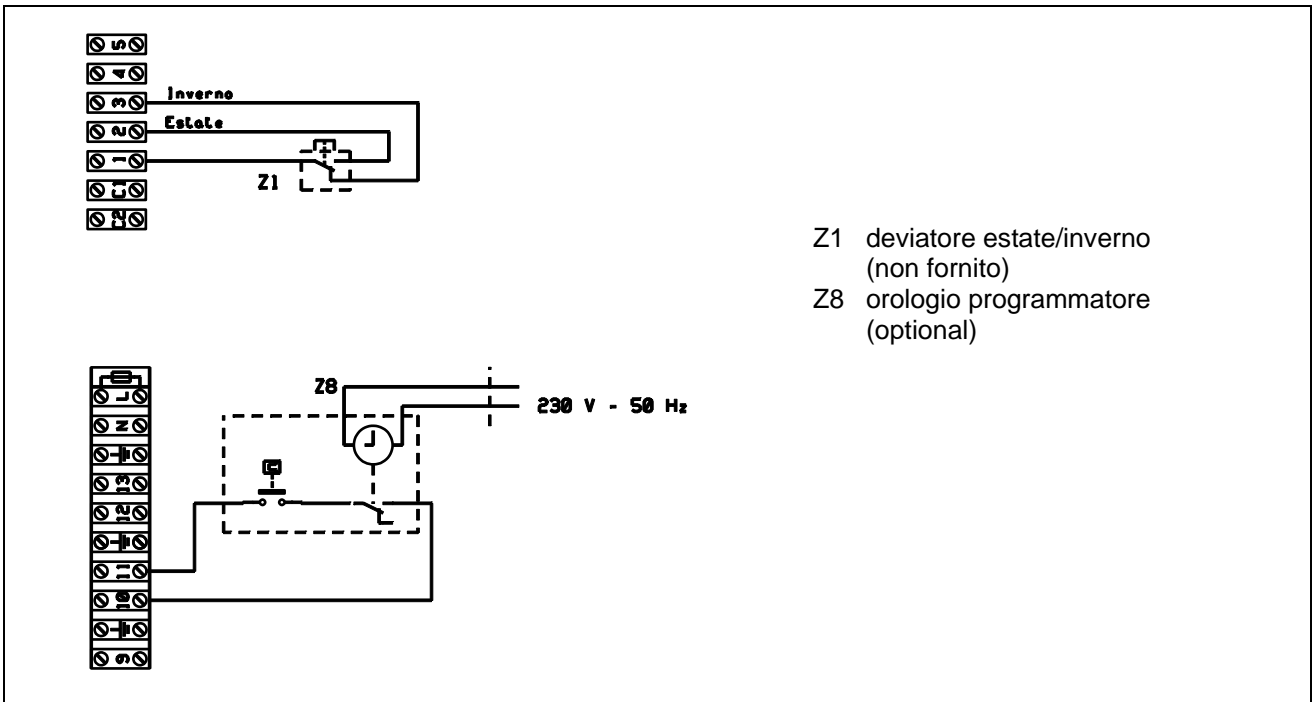 5
4
3 Inverno
2 Estate
1
Z1
C1
C2
Z1 deviatore estate/inverno
(non fornito)
Z8 orologio programmatore
(optional)
L
Z8
230 V - 50 Hz
N
13
12
11
10
9